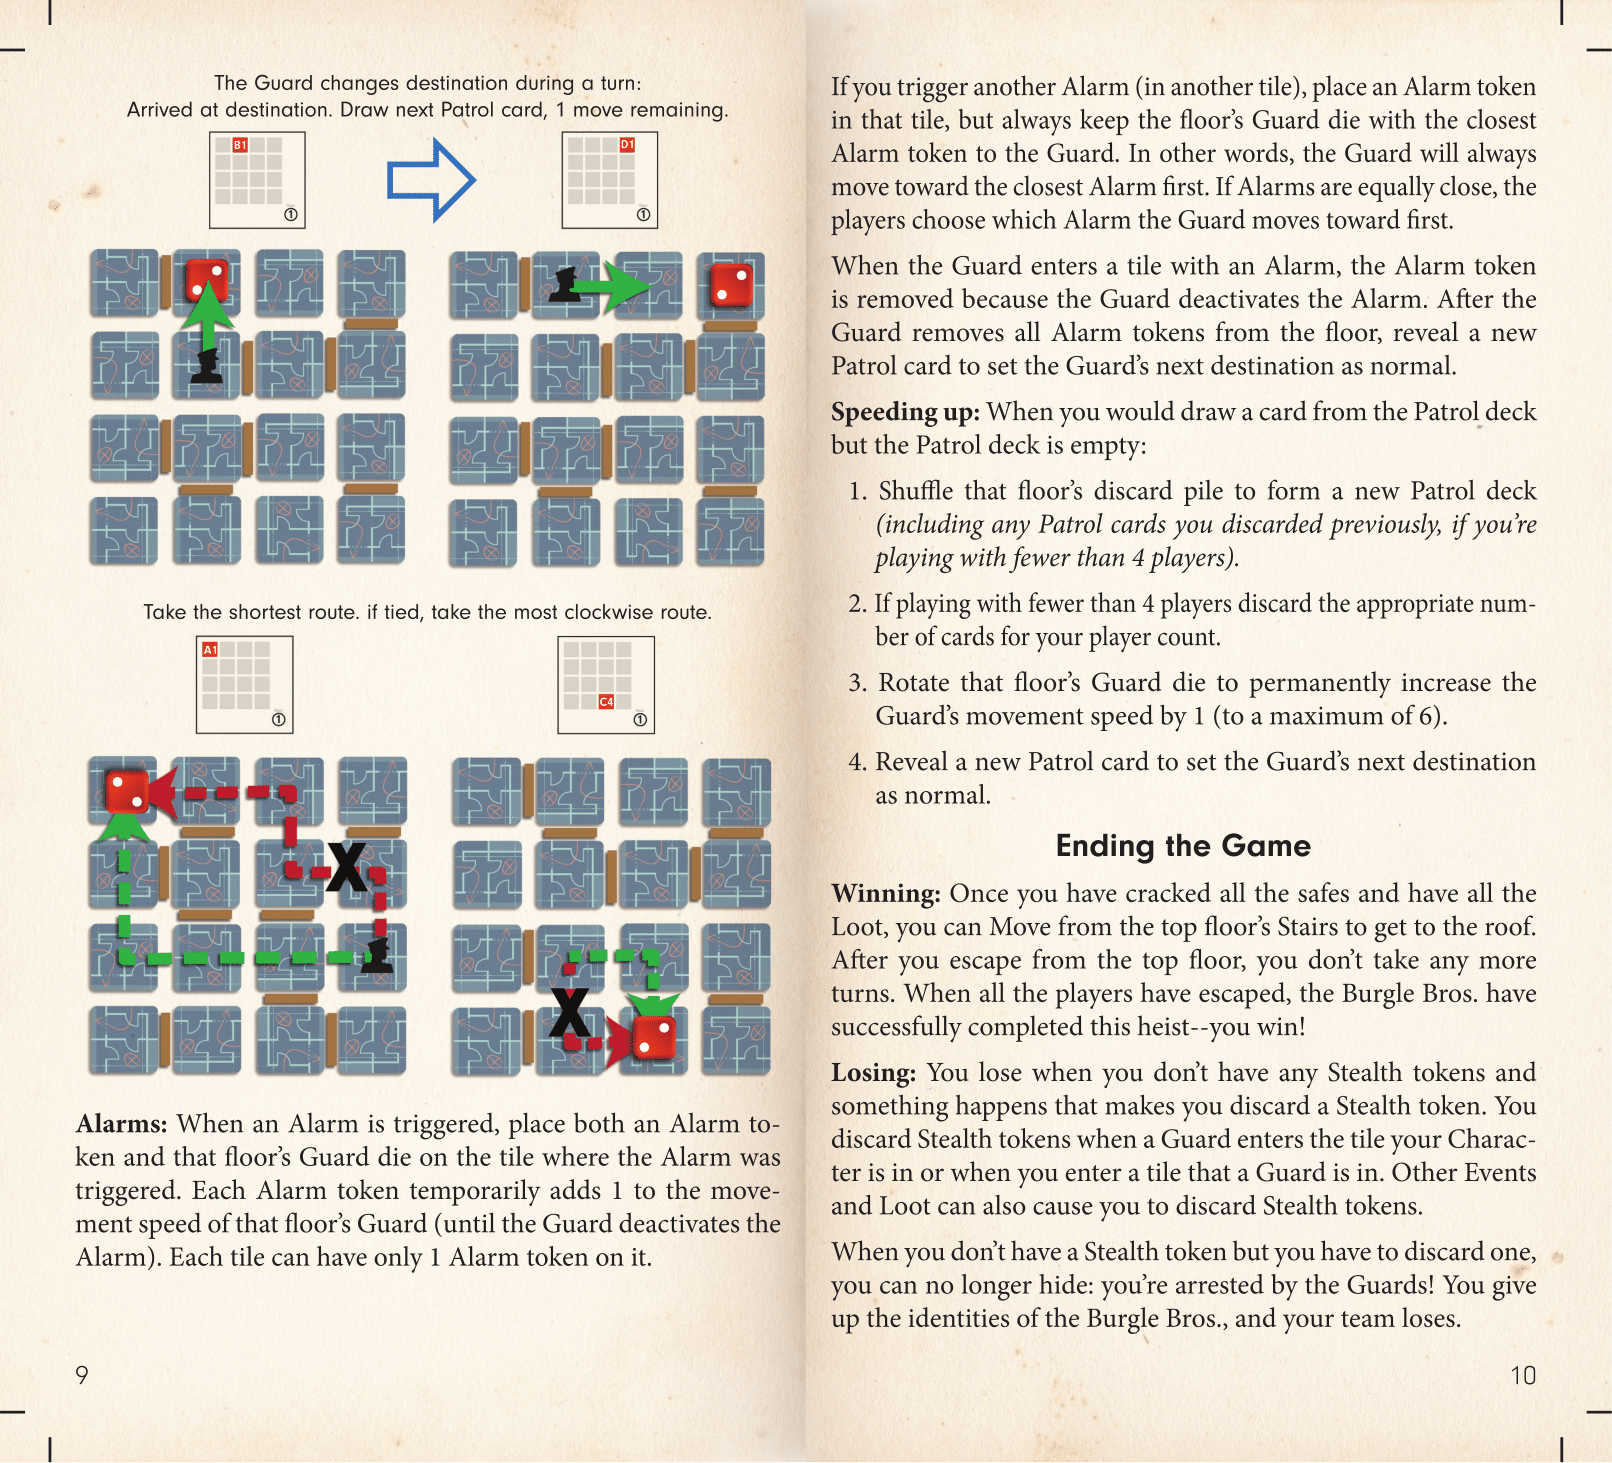 The Guard changes destination during a turn:
Arrived at destination. Draw next Patrol card, 1 move remaining.
B1
1
D1
1
Take the shortest route. if tied, take the most clockwise route.
A1
1
C4
1
X
X
Alarms: When an Alarm is triggered, place both an Alarm to-
ken and that floor's Guard die on the tile where the Alarm was
triggered. Each Alarm token temporarily adds 1 to the move-
ment speed of that floor's Guard (until the Guard deactivates the
Alarm). Each tile can have only 1 Alarm token on it.
9
If you trigger another Alarm (in another tile), place an Alarm token
in that tile, but always keep the floor's Guard die with the closest
Alarm token to the Guard. In other words, the Guard will always
move toward the closest Alarm first. If Alarms are equally close, the
players choose which Alarm the Guard moves toward first.
When the Guard enters a tile with an Alarm, the Alarm token
is removed because the Guard deactivates the Alarm. After the
Guard removes all Alarm tokens from the floor, reveal a new
Patrol card to set the Guard's next destination as normal.
Speeding up: When you would draw a card from the Patrol deck
but the Patrol deck is empty:
1. Shuffle that floor's discard pile to form a new Patrol deck
(including any Patrol cards you discarded previously, if you're
playing with fewer than 4 players).
2. If playing with fewer than 4 players discard the appropriate num-
ber of cards for your player count.
3. Rotate that floor's Guard die to permanently increase the
Guard's movement speed by 1 (to a maximum of 6).
4. Reveal a new Patrol card to set the Guard's next destination
as normal.
Ending the Game
Winning: Once you have cracked all the safes and have all the
Loot, you can Move from the top floor's Stairs to get to the roof.
After you escape from the top floor, you don't take any more
turns. When all the players have escaped, the Burgle Bros. have
successfully completed this heist--you win!
Losing: You lose when you don't have any Stealth tokens and
something happens that makes you discard a Stealth token. You
discard Stealth tokens when a Guard enters the tile your Charac-
ter is in or when you enter a tile that a Guard is in. Other Events
and Loot can also cause you to discard Stealth tokens.
When you don't have a Stealth token but you have to discard one,
you can no longer hide: you're arrested by the Guards! You give
up the identities of the Burgle Bros., and your team loses.
10